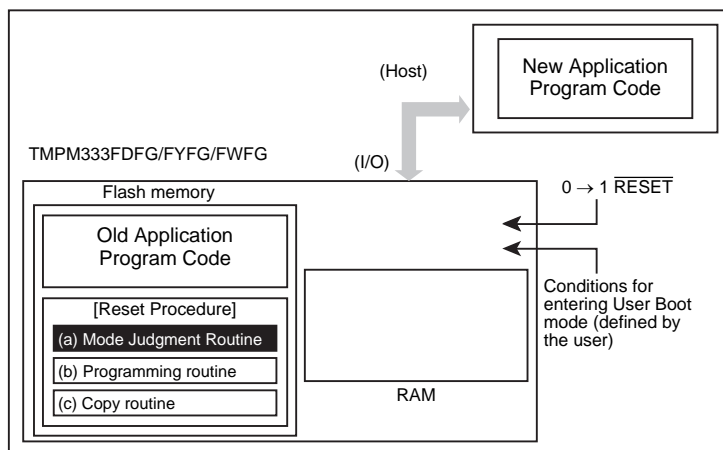 New Application
Program Code
(Host)
TMPM333FDFG/FYFG/FWFG
(I/O)
0 → 1 RESET
Flash memory
Old Application
Program Code
[Reset Procedure]
(a) Mode Judgment Routine
(b) Programming routine
(c) Copy routine
RAM
Conditions for
entering User Boot
mode (defined by
the user)